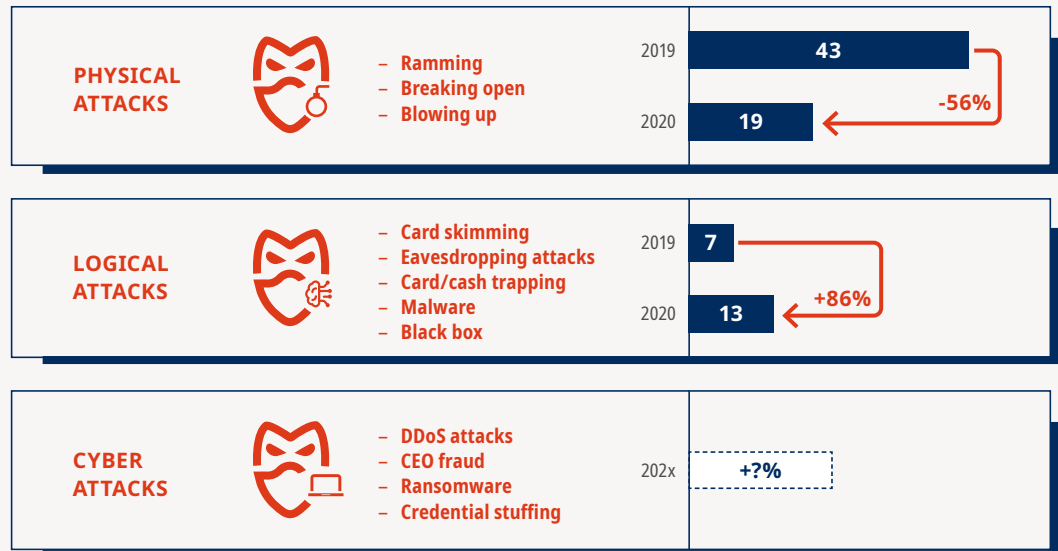 PHYSICAL
ATTACKS
– Ramming
– Breaking open
– Blowing up
2019
43
-56%
2020
19
LOGICAL
ATTACKS
– Card skimming
– Eavesdropping attacks
– Card/cash trapping
– Malware
– Black box
2019
7
+86%
2020
13
CYBER
ATTACKS
– DDoS attacks
– CEO fraud
– Ransomware
– Credential stuffing
202x
+?%